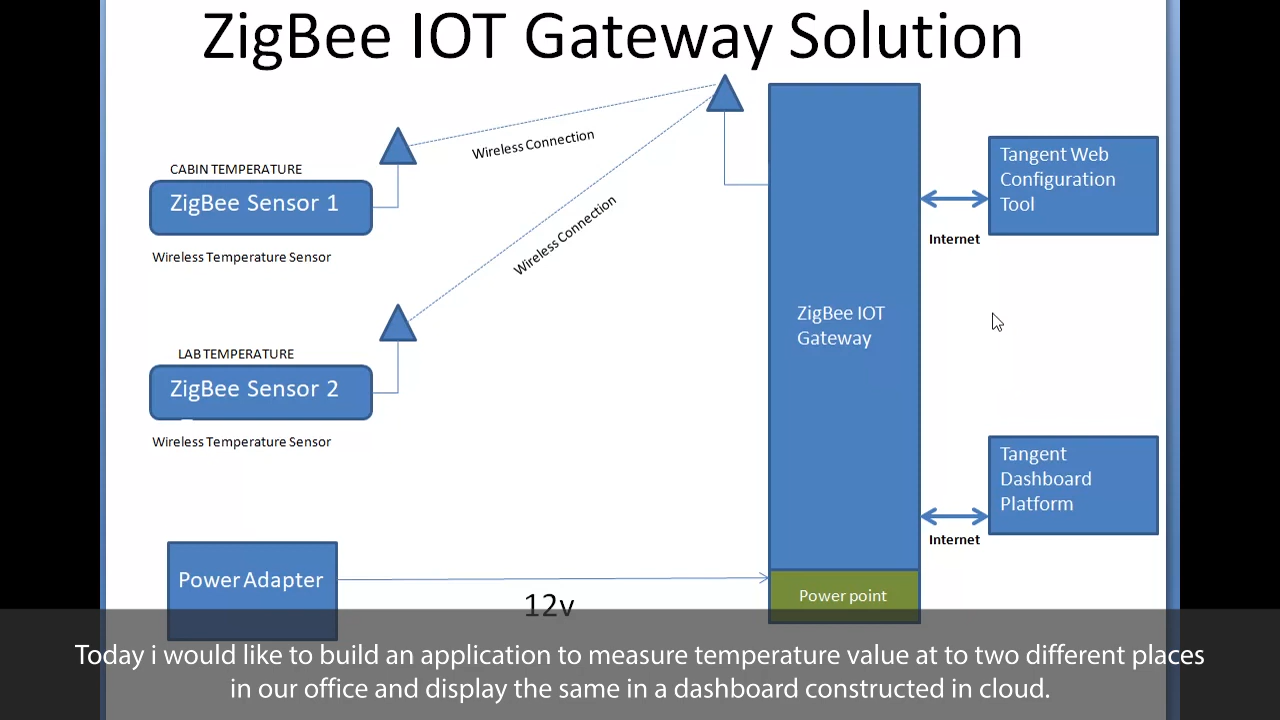 ZigBee IOT Gateway Solution
Wireless Connection
CABIN TEMPERATURE
ZigBee Sensor 1
Wireless Temperature Sensor
Wireless Connection
Tangent Web
Configuration
Tool
Internet
ZigBee IOT
Gateway
LAB TEMPERATURE
ZigBee Sensor 2
Wireless Temperature Sensor
Tangent
Dashboard
Platform
Internet
Power Adapter
12v
Power point
Today i would like to build an application to measure temperature value at to two different places
in our office and display the same in a dashboard constructed in cloud.